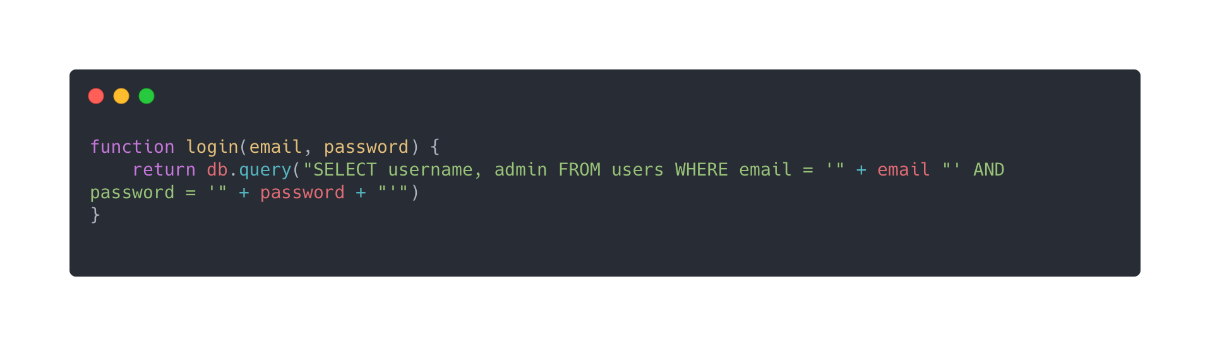 function login(email, password) {
    return db.query("SELECT username, admin FROM users WHERE email = '" + email "' AND
password = '" + password + "'")
}